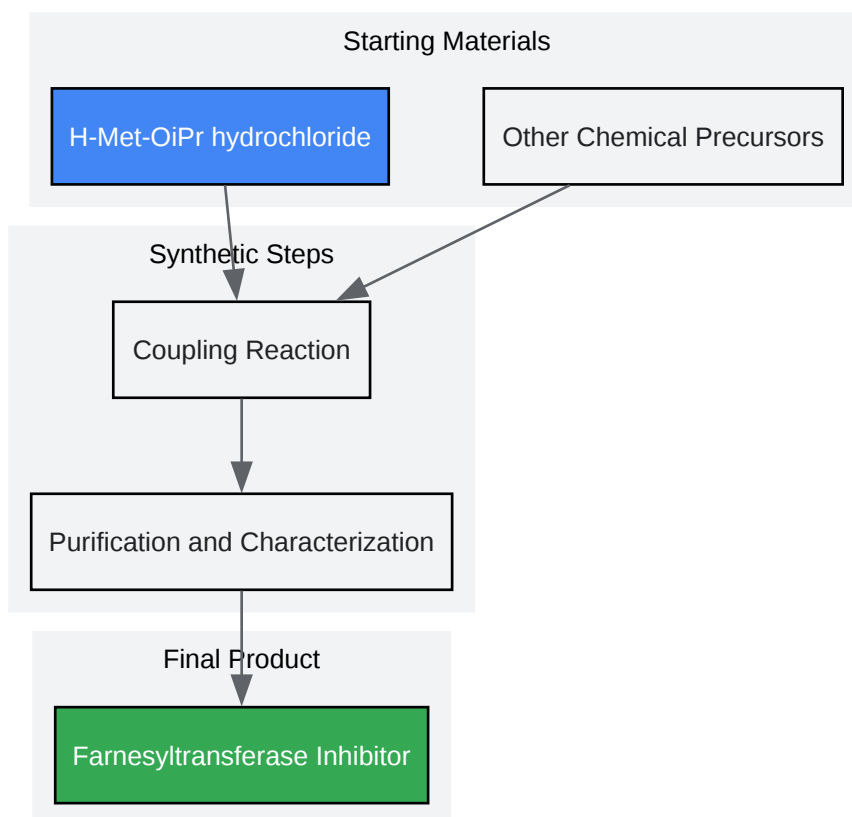 Starting Materials
H-Met-OiPr hydrochloride
Other Chemical Precursors
Synthetic Steps
Coupling Reaction
Purification and Characterization
Final Product
Farnesyltransferase Inhibitor